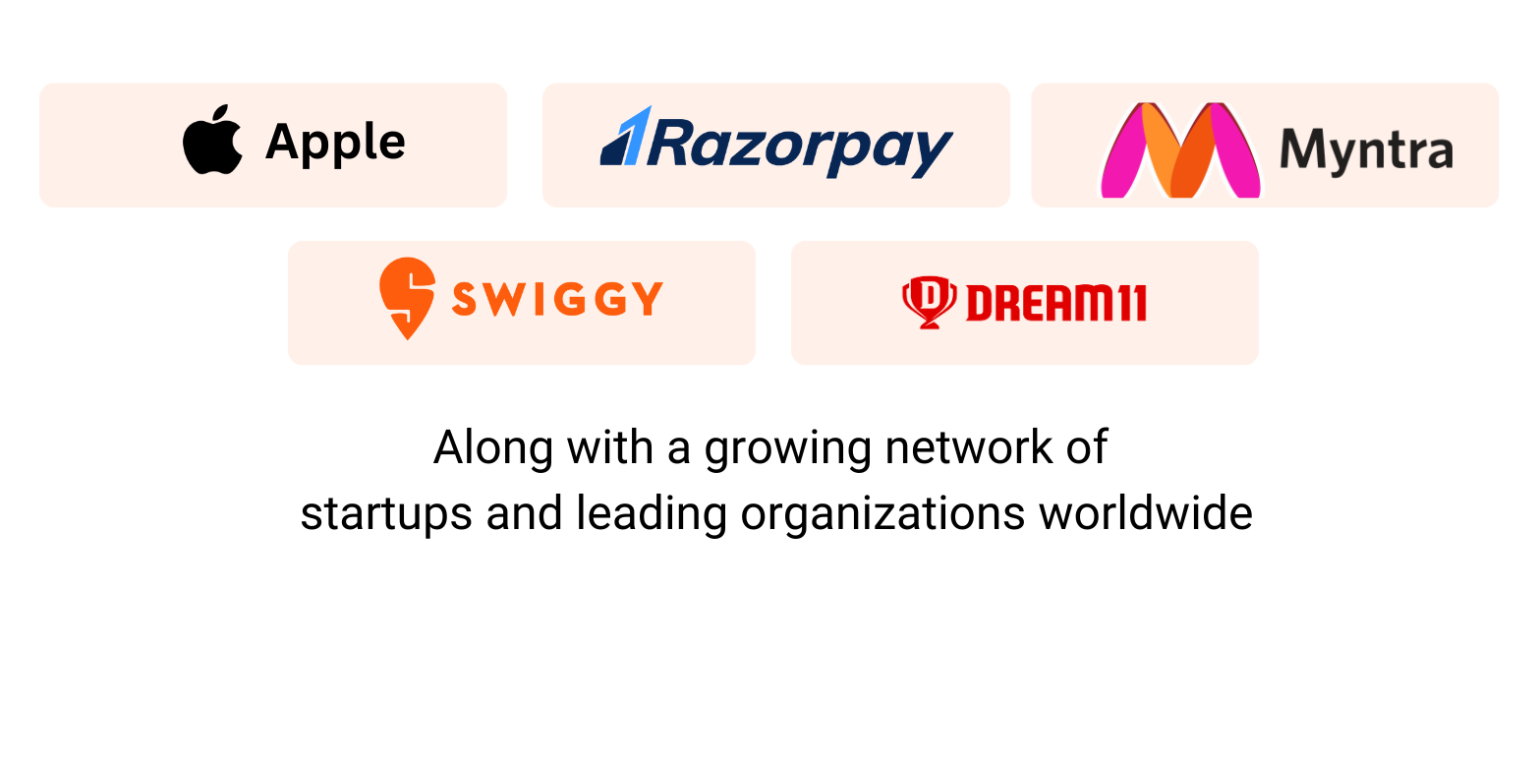 Apple
Razorpay
Myntra
SWIGGY
D DREAM11
Along with a growing network of
startups and leading organizations worldwide